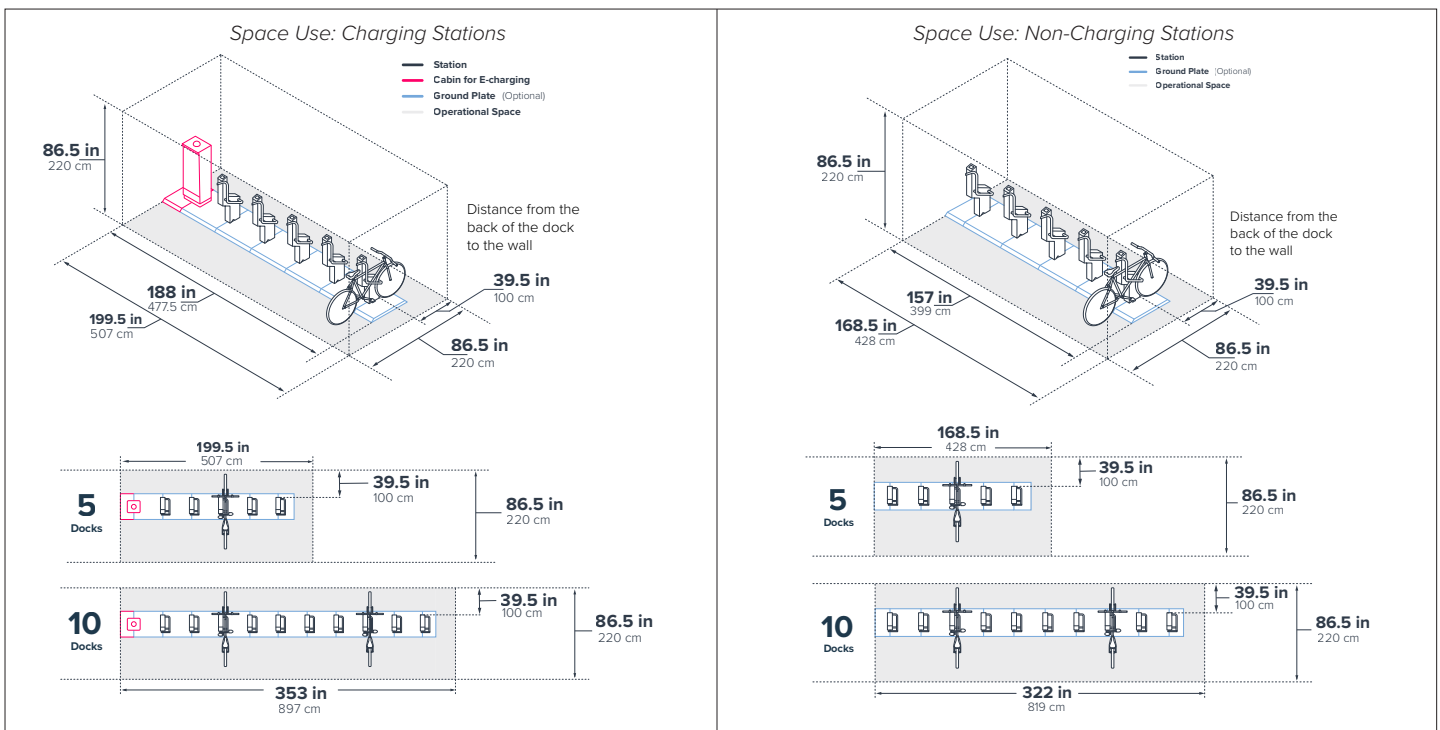 Space Use: Charging Stations
Station
Cabin for E-charging
Ground Plate (Optional)
Operational Space
86.5 in
220 cm
Distance from the
back of the dock
to the wall
39.5 in
100 cm
188 in
477.5 cm
199.5 in
507 cm
86.5 in
220 cm
199.5 in
507 cm
39.5 in
100 cm
5
Docks
86.5 in
220 cm
39.5 in
100 cm
10
Docks
86.5 in
220 cm
353 in
897 cm
Space Use: Non-Charging Stations
Station
Ground Plate (Optional)
Operational Space
86.5 in
220 cm
Distance from the
back of the dock
to the wall
39.5 in
100 cm
157 in
399 cm
168.5 in
428 cm
86.5 in
220 cm
168.5 in
428 cm
39.5 in
100 cm
5
Docks
86.5 in
220 cm
39.5 in
100 cm
10
Docks
86.5 in
220 cm
322 in
819 cm